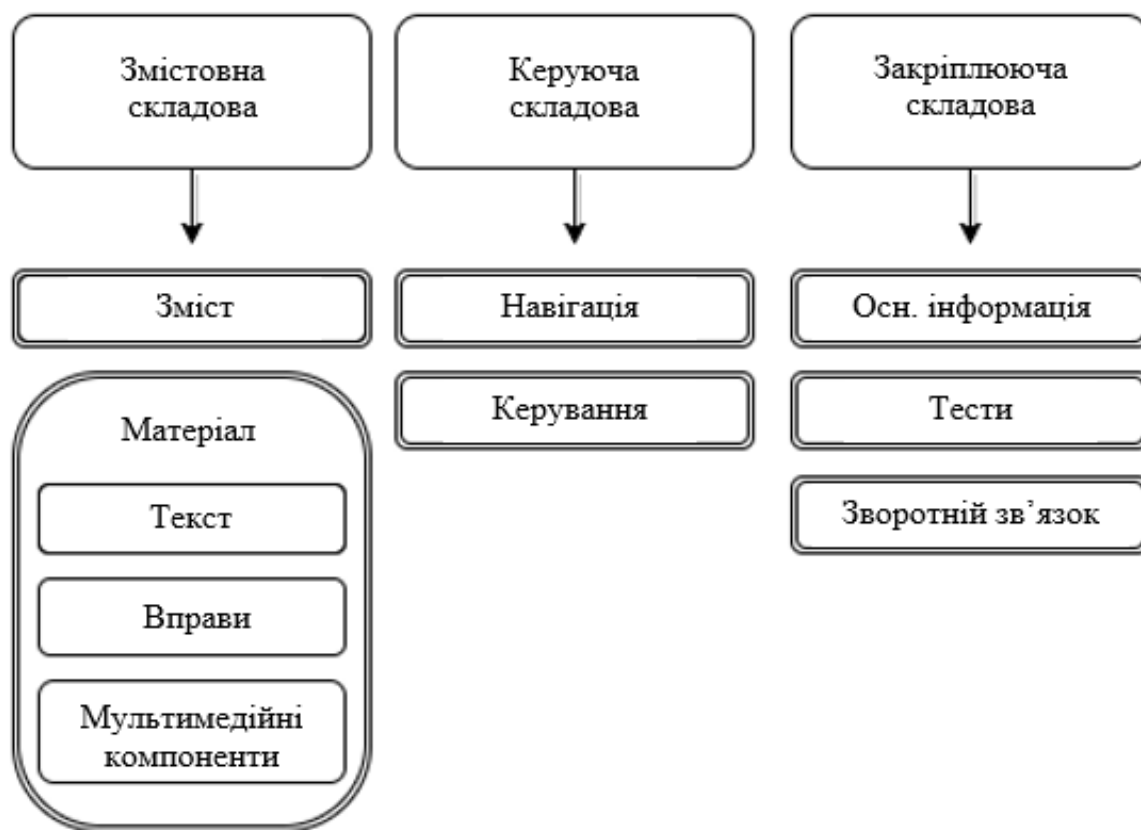 Змістовна
складова
Керуюча
складова
Закріплююча
складова
Зміст
Навігація
Осн. інформація
Матеріал
Керування
Тести
Текст
Зворотній зв’язок
Вправи
Мультимедійні
компоненти